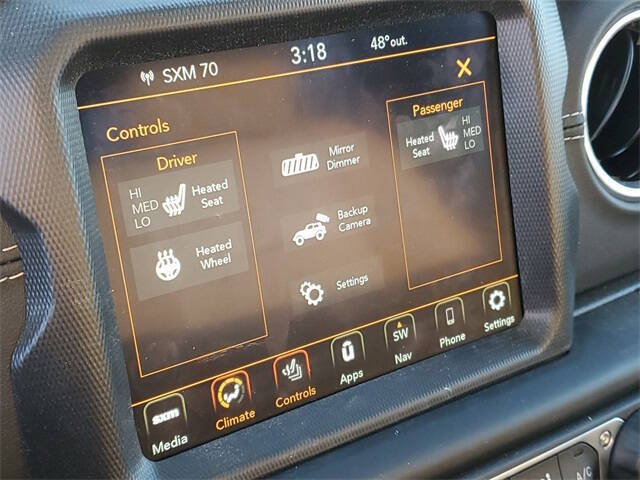 SXM 70
3:18
48° out.
Controls
Driver
HI
MED
LO
Heated
Seat
Heated
Wheel
Mirror
Dimmer
Backup
Camera
Settings
Passenger
Heated
Seat
HI
MED
LO
sxm
Media
Climate
Controls
Apps
SW
Nav
Phone
Settings
A/C